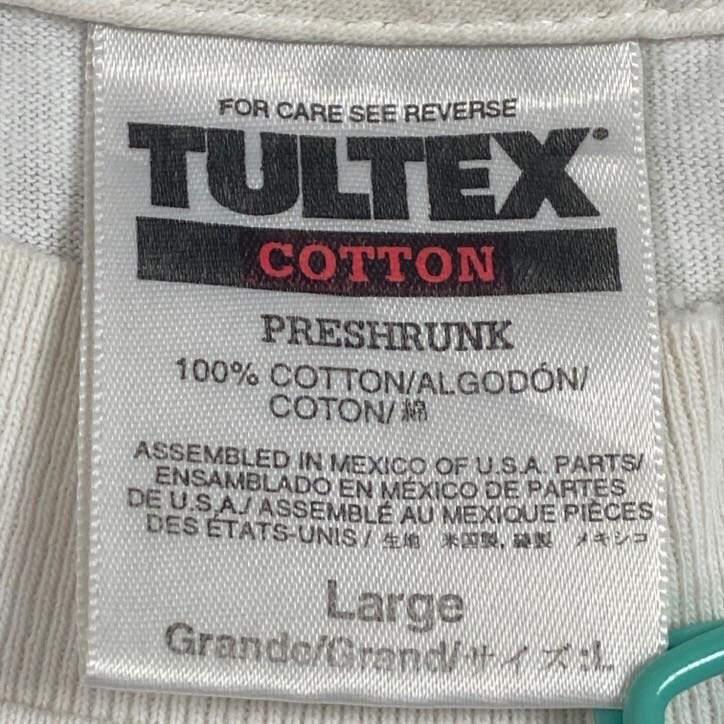 FOR CARE SEE REVERSE
TULTEX
COTTON
PRESHRUNK
100% COTTON/ALGODÓN/
COTON/綿
ASSEMBLED IN MEXICO OF U.S.A. PARTS/
ENSAMBLADO EN MÉXICO DE PARTES
DE U.S.A./ASSEMBLÉ AU MEXIQUE PIÈCES
DES ÉTATS-UNIS / 生地 米国製, 縫製 メキシコ
Large
Grande/Grand/サイズ:L